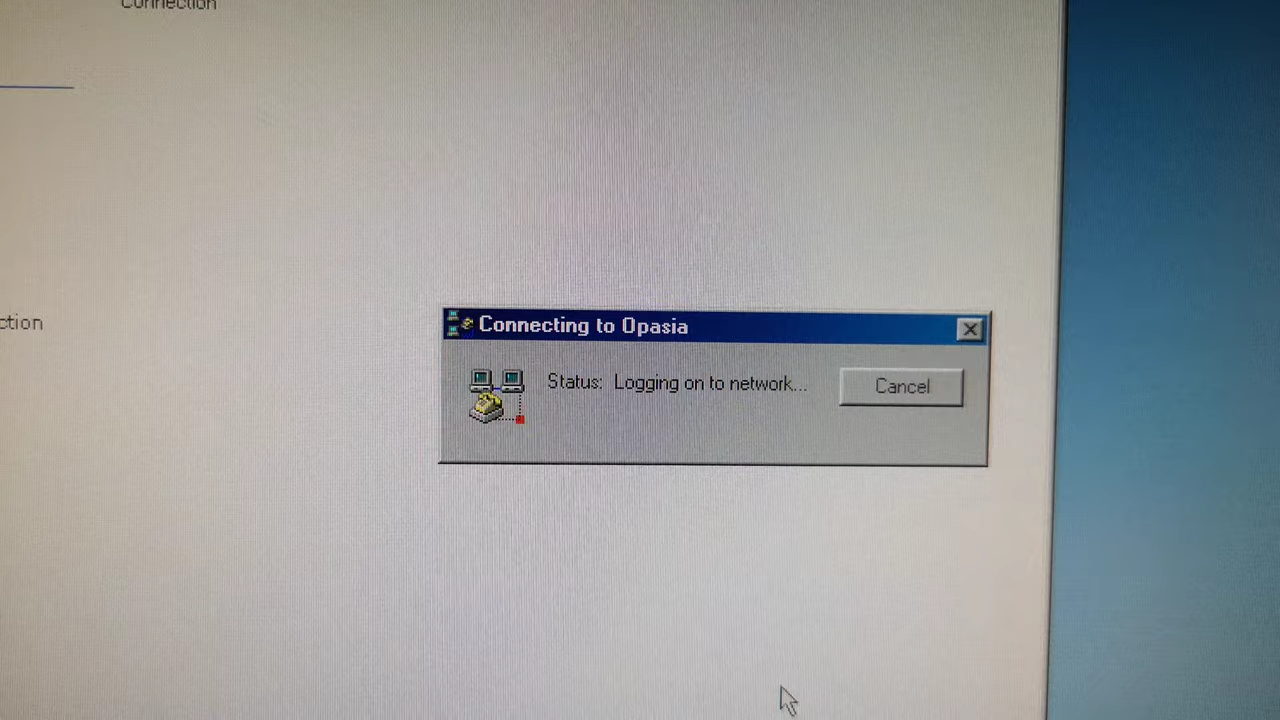 Connection
ction
Connecting to Opasia
Status: Logging on to network...
Cancel